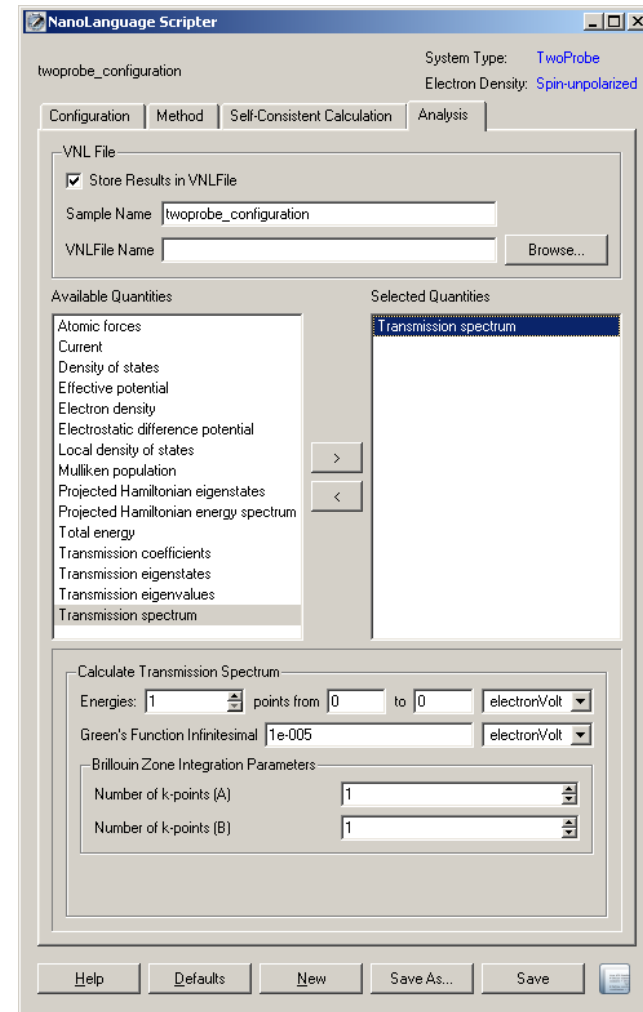 NanoLanguage Scripter
System Type: TwoProbe
twoprobe_configuration
Electron Density: Spin-unpolarized
Configuration Method Self-Consistent Calculation Analysis
VNL File
Store Results in VNLFile
Sample Name twoprobe_configuration
VNLFile Name Browse...
Available Quantities Selected Quantities
Atomic forces Transmission spectrum
Current
Density of states
Effective potential
Electron density
Electrostatic difference potential
Local density of states
>
Mulliken population
Projected Hamiltonian eigenstates
<
Projected Hamiltonian energy spectrum
Total energy
Transmission coefficients
Transmission eigenstates
Transmission eigenvalues
Transmission spectrum
Calculate Transmission Spectrum
Energies: 1 points from 0 to 0 electronVolt
Green's Function Infinitesimal 1e-005 electronVolt
Brillouin Zone Integration Parameters
Number of k-points (A) 1
Number of k-points (B) 1
Help Defaults New Save As... Save